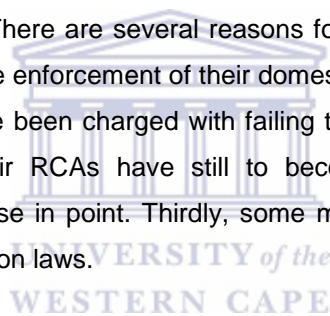 There are several reasons fo
e enforcement of their domes
e been charged with failing t
ir RCAs have still to bec
se in point. Thirdly, some m
on laws.
UNIVERSITY of the
WESTERN CAPE